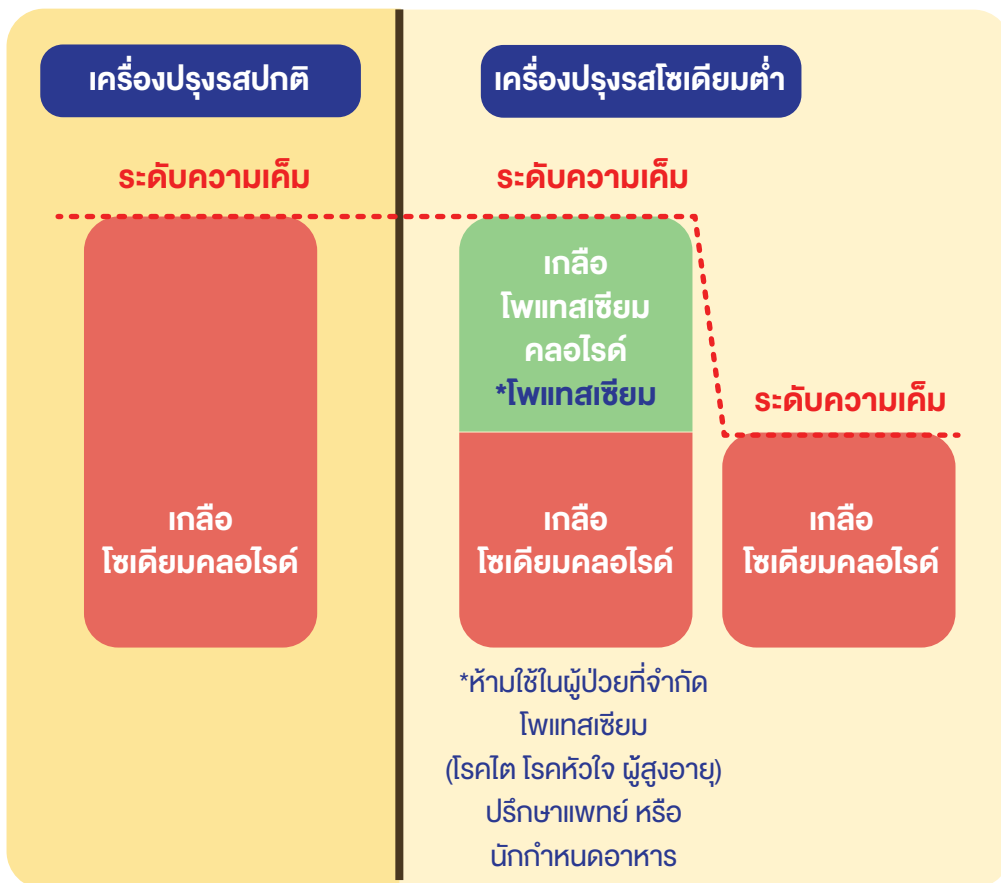 เครื่องปรุงรสปกติ
ระดับความเค็ม
เกลือ
โซเดียมคลอไรด์
เครื่องปรุงรสโซเดียมต่ำ
ระดับความเค็ม
เกลือ
โพแทสเซียม
คลอไรด์
*โพแทสเซียม
เกลือ
โซเดียมคลอไรด์
ระดับความเค็ม
เกลือ
โซเดียมคลอไรด์
*ห้ามใช้ในผู้ป่วยที่จำกัด
โพแทสเซียม
(โรคไต โรคหัวใจ ผู้สูงอายุ)
ปรึกษาแพทย์ หรือ
นักกำหนดอาหาร